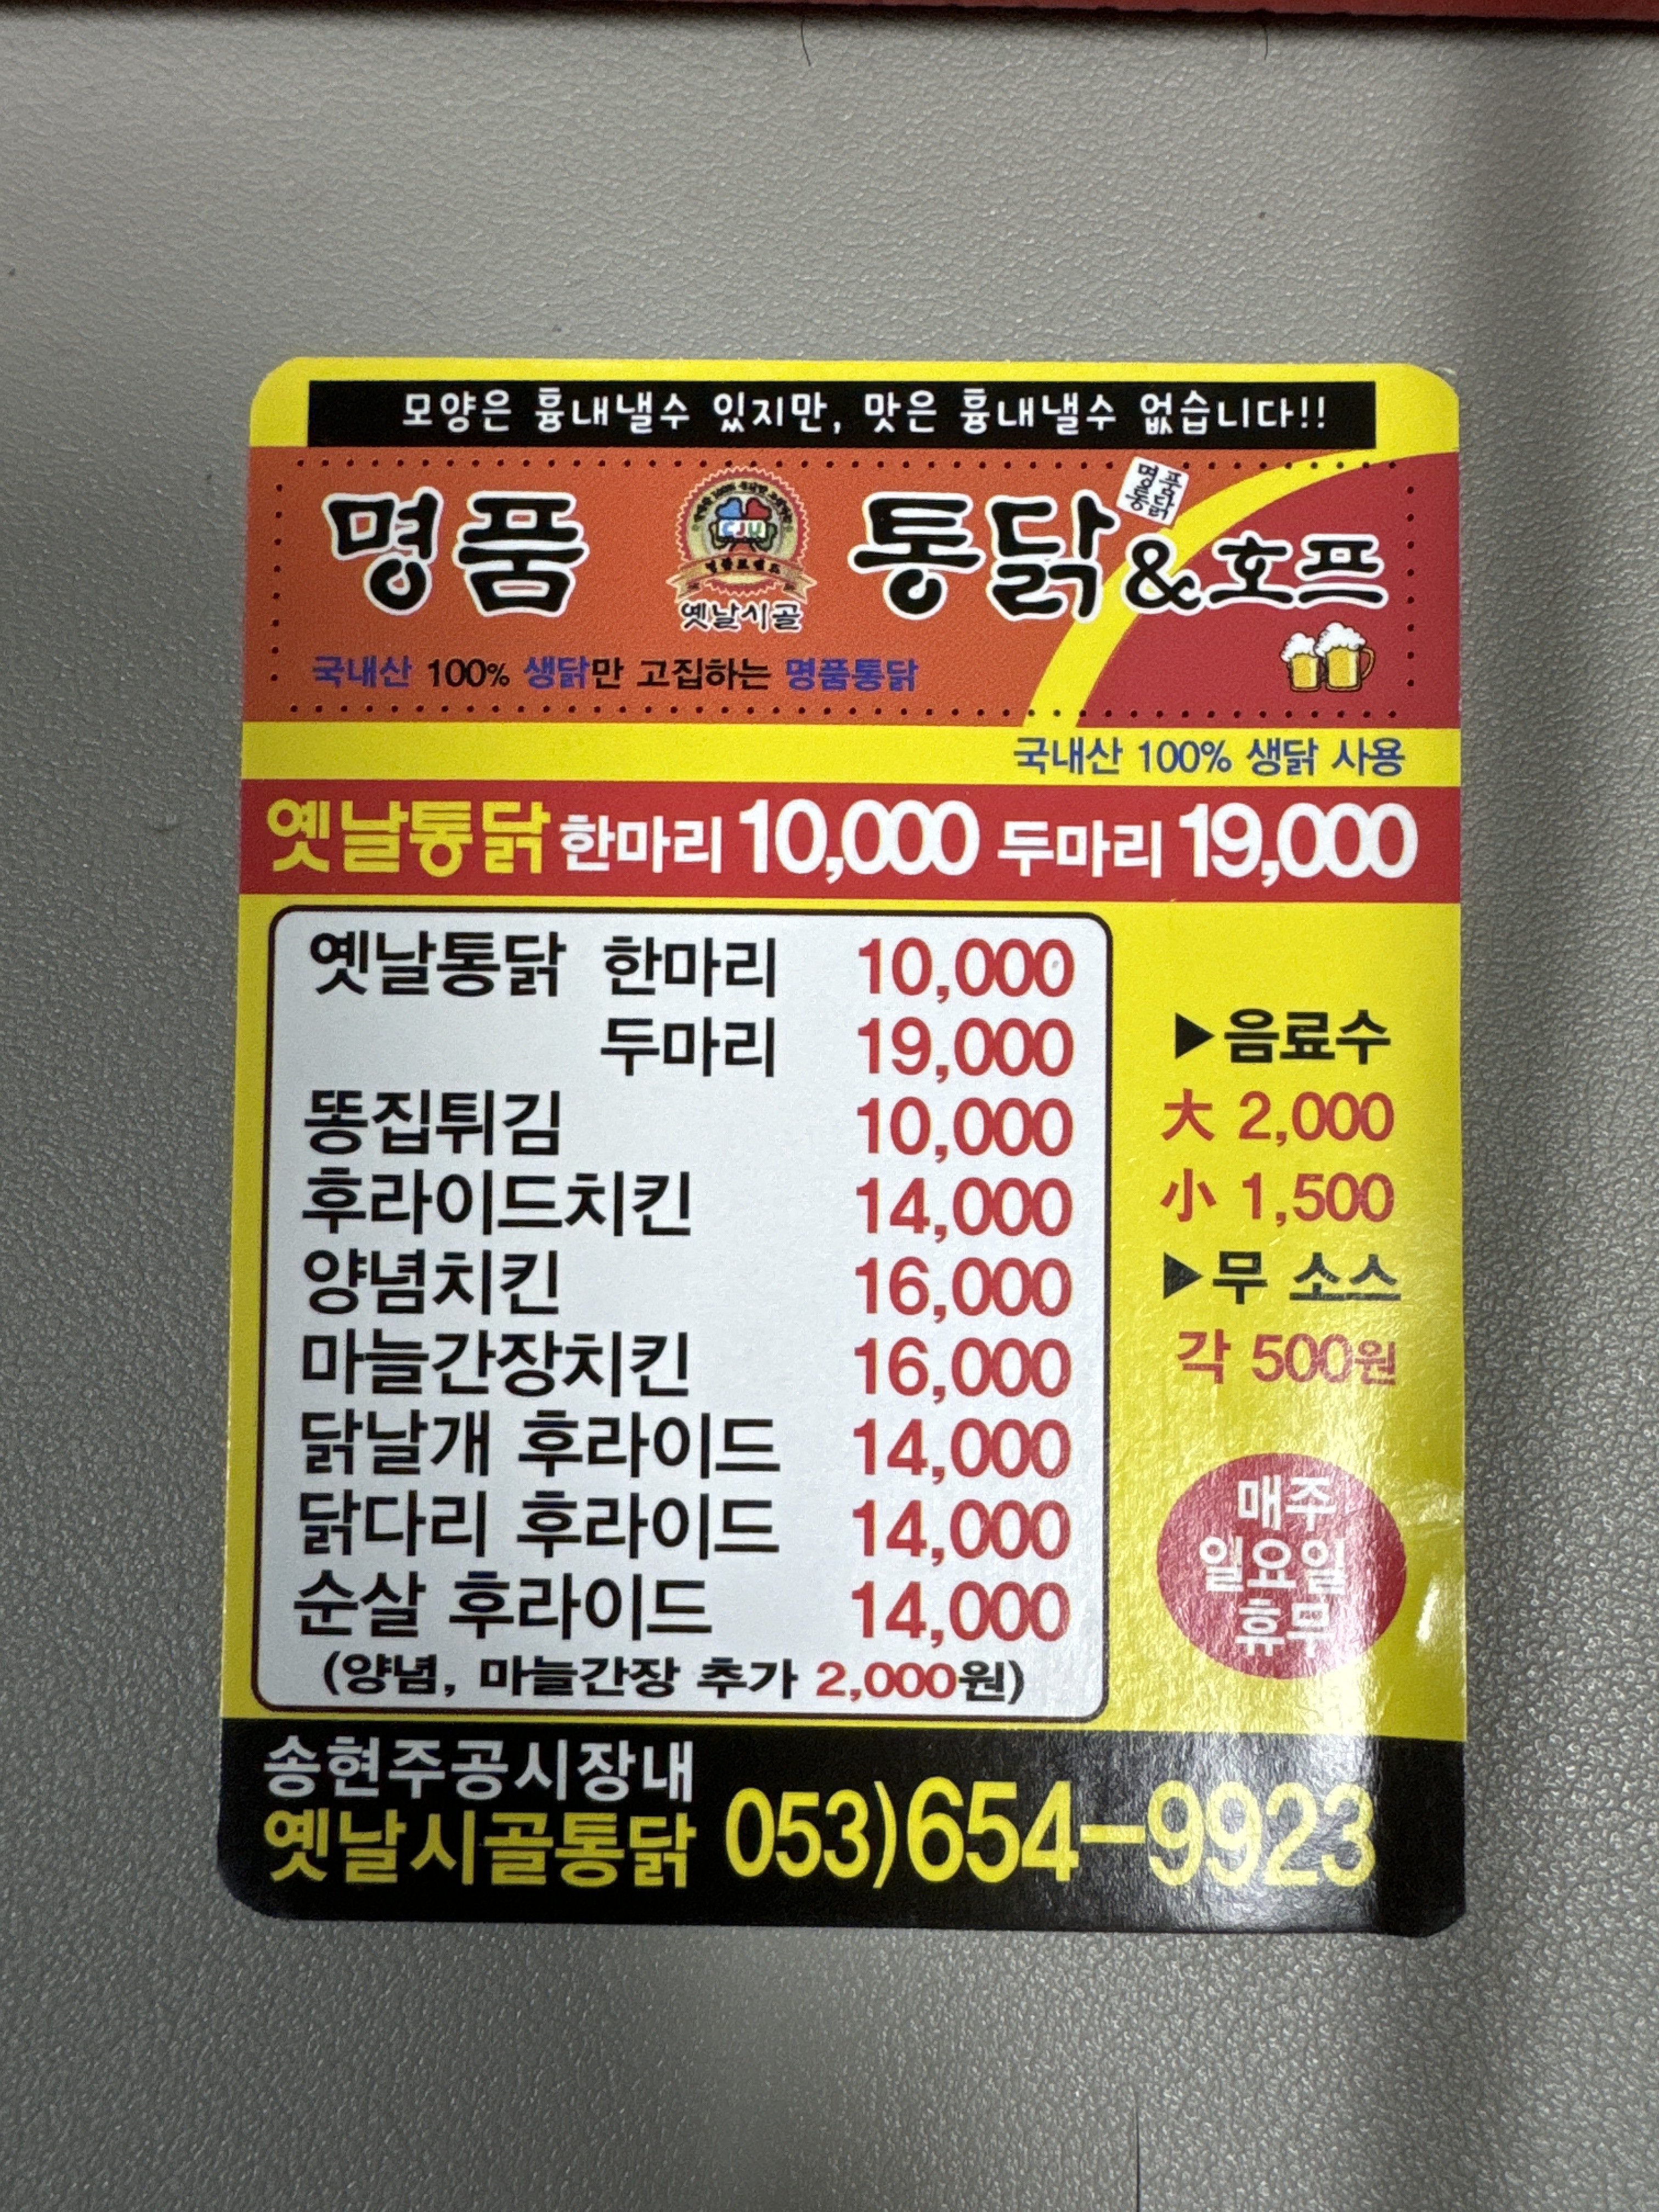 모양은 흉내낼수 있지만, 맛은 흉내낼수 없습니다!!
명품 통닭&호프
명품
통닭
CJU
명품브랜드
옛날시골
국내산 100% 생닭만 고집하는 명품통닭
국내산 100% 생닭 사용
옛날통닭 한마리 10,000 두마리 19,000
옛날통닭 한마리 10,000
두마리 19,000
똥집튀김 10,000
후라이드치킨 14,000
양념치킨 16,000
마늘간장치킨 16,000
닭날개 후라이드 14,000
닭다리 후라이드 14,000
순살 후라이드 14,000
(양념, 마늘간장 추가 2,000원)
▶음료수
大 2,000
小 1,500
▶무 소스
각 500원
매주
일요일
휴무
송현주공시장내
옛날시골통닭 053)654-9923